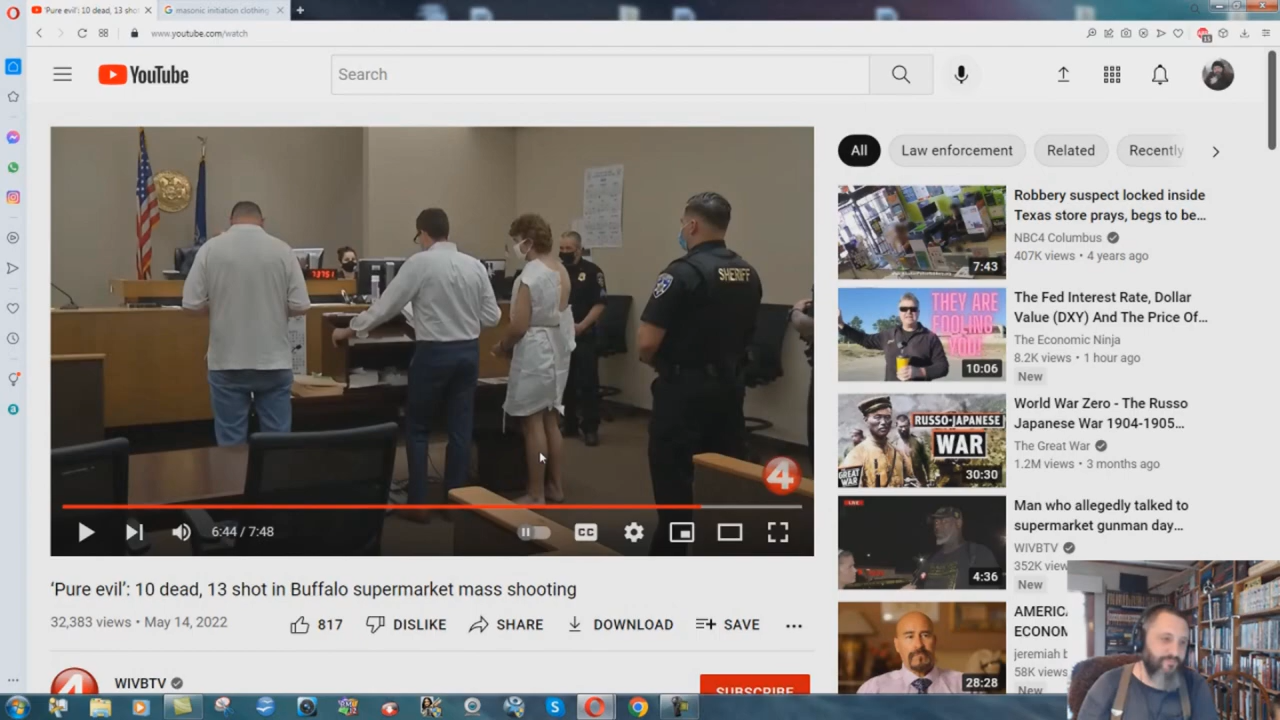 'Pure evil': 10 dead, 13 shot
masonic initiation clothing
www.youtube.com/watch
YouTube
Search
All
Law enforcement
Related
Recently
SHERIFF
4
6:44 / 7:48
CC
'Pure evil': 10 dead, 13 shot in Buffalo supermarket mass shooting
32,383 views • May 14, 2022
817
DISLIKE
SHARE
DOWNLOAD
SAVE
WIVBTV
SUBSCRIBE
Robbery suspect locked inside
Texas store prays, begs to be...
NBC4 Columbus
407K views • 4 years ago
7:43
THEY ARE
FOOLING
YOU!
10:06
The Fed Interest Rate, Dollar
Value (DXY) And The Price Of...
The Economic Ninja
8.2K views • 1 hour ago
New
RUSSO-
JAPANESE
WAR
GREAT
WAR
30:30
World War Zero - The Russo
Japanese War 1904-1905...
The Great War
1.2M views • 3 months ago
LIVE
4:36
Man who allegedly talked to
supermarket gunman day...
WIVBTV
352K view
New
28:28
AMERICA
ECONOM
jeremiah b
58K views
New